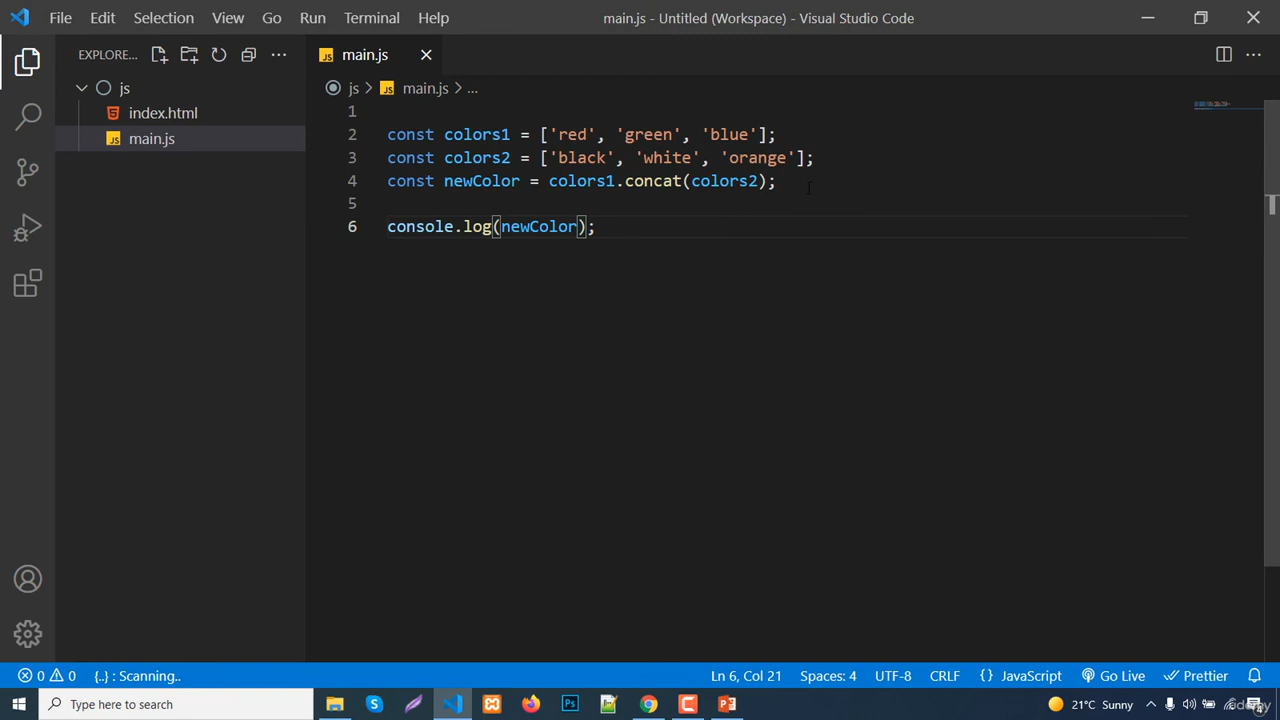 File Edit Selection View Go Run Terminal Help main.js - Untitled (Workspace) - Visual Studio Code
EXPLORE... main.js
js
index.html
main.js
js > main.js > ...
1
2 const colors1 = ['red', 'green', 'blue'];
3 const colors2 = ['black', 'white', 'orange'];
4 const newColor = colors1.concat(colors2);
5
6 console.log(newColor);
0 0 {..} : Scanning.. Ln 6, Col 21 Spaces: 4 UTF-8 CRLF {} JavaScript Go Live Prettier
Type here to search 21°C Sunny